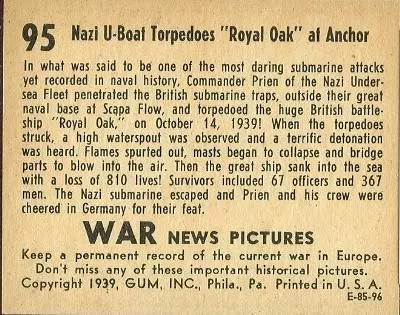 95 Nazi U-Boat Torpedoes "Royal Oak" at Anchor
In what was said to be one of the most daring submarine attacks
yet recorded in naval history, Commander Prien of the Nazi Under-
sea Fleet penetrated the British submarine traps, outside their great
naval base at Scapa Flow, and torpedoed the huge British battle-
ship "Royal Oak," on October 14, 1939! When the torpedoes
struck, a high waterspout was observed and a terrific detonation
was heard. Flames spurted out, masts began to collapse and bridge
parts to blow into the air. Then the great ship sank into the sea
with a loss of 810 lives! Survivors included 67 officers and 367
men. The Nazi submarine escaped and Prien and his crew were
cheered in Germany for their feat.
WAR NEWS PICTURES
Keep a permanent record of the current war in Europe.
Don't miss any of these important historical pictures.
Copyright 1939, GUM, INC., Phila., Pa. Printed in U. S. A.
E-85-96